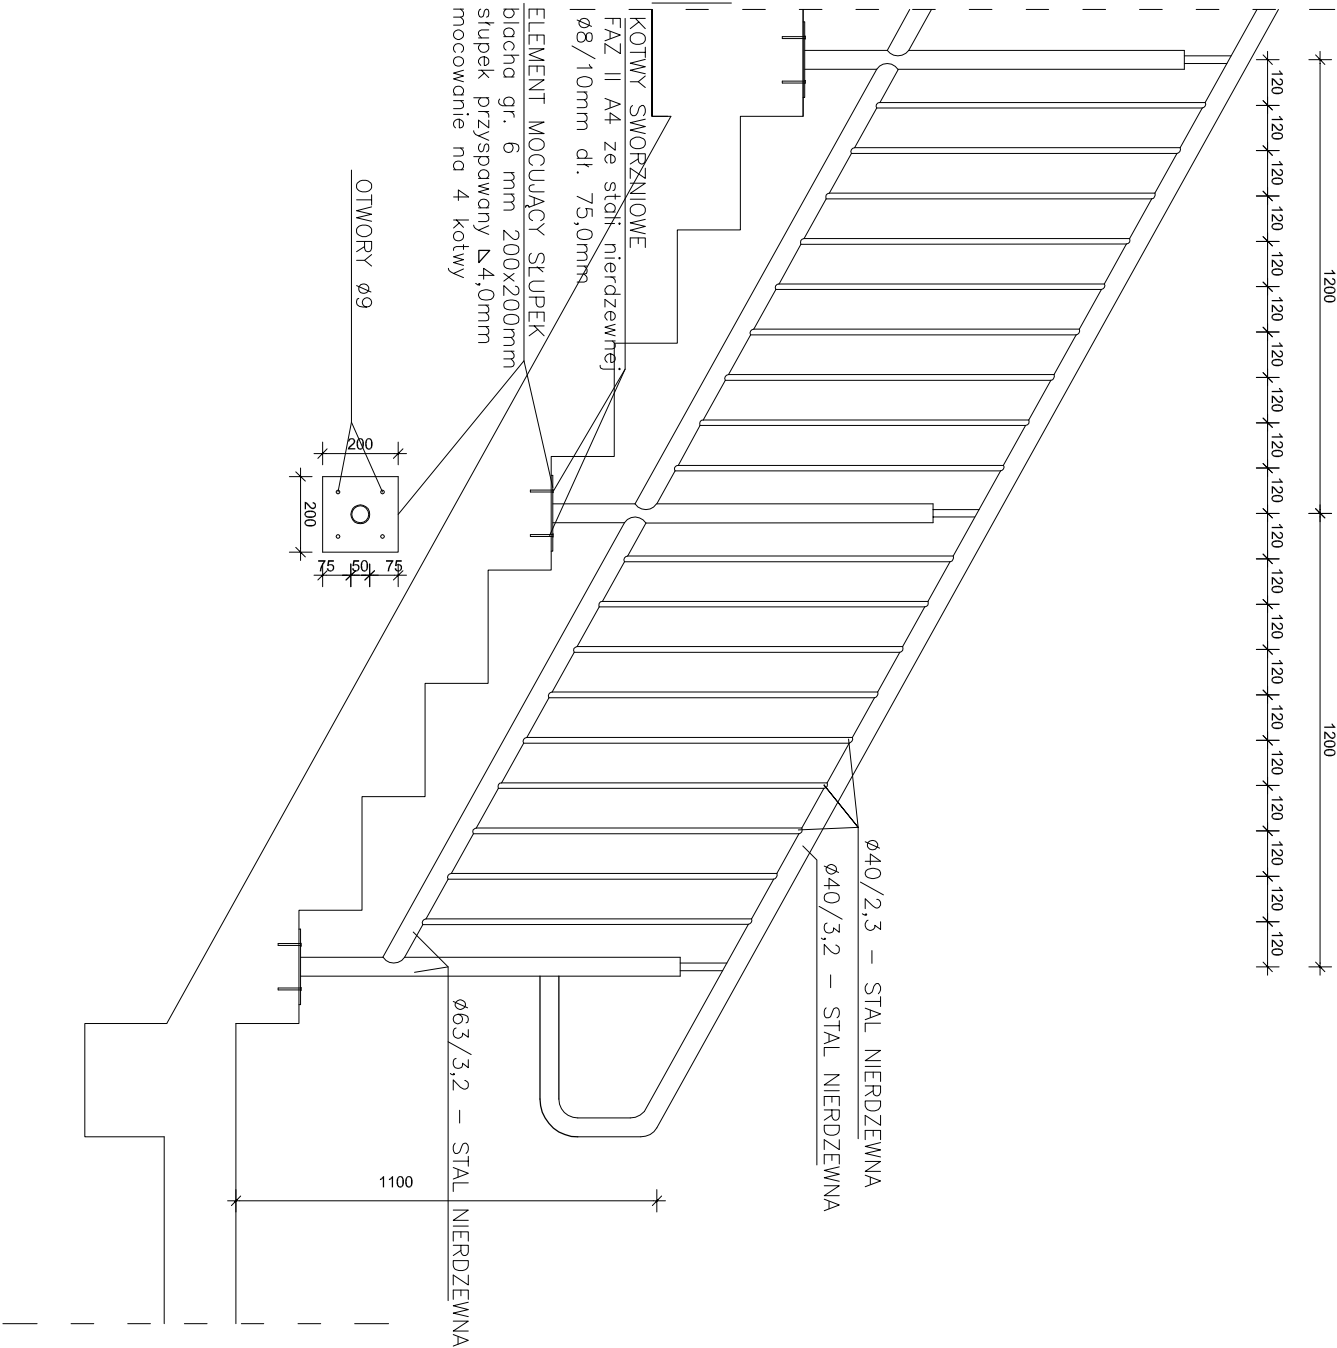 KOTWY SWORZNIOWE
FAZ II A4 ze stali nierdzewnej
ø8/10mm dł. 75,0mm
ELEMENT MOCUJĄCY SŁUPEK
blacha gr. 6 mm 200x200mm
słupek przyspawany ⊿4,0mm
mocowanie na 4 kotwy
OTWORY ø9
200
200
75 50 75
1200
1200
120 120 120 120 120 120 120 120 120 120 120 120 120 120 120 120 120 120 120 120
ø40/2,3 – STAL NIERDZEWNA
ø40/3,2 – STAL NIERDZEWNA
ø63/3,2 – STAL NIERDZEWNA
1100